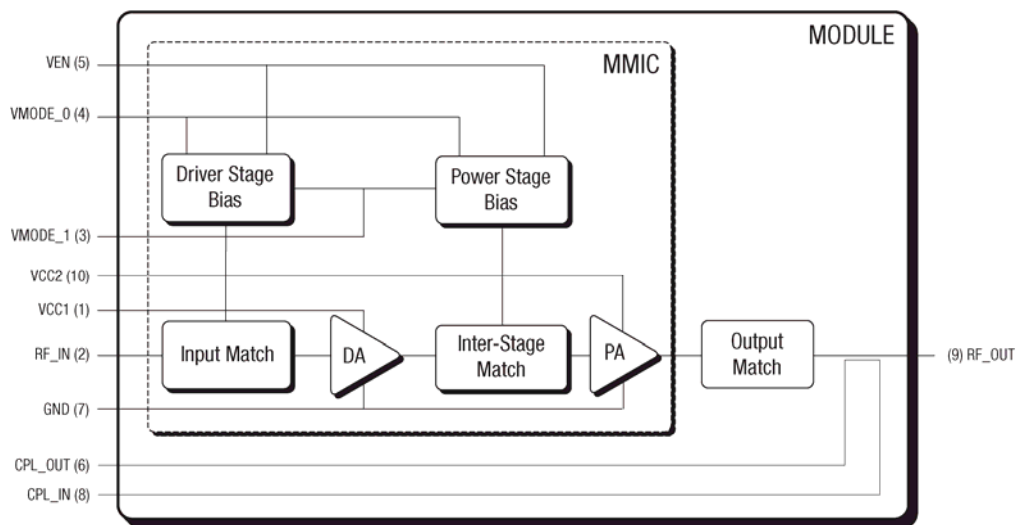 MODULE
MMIC
VEN (5)
VMODE_0 (4)
Driver Stage
Bias
Power Stage
Bias
VMODE_1 (3)
VCC2 (10)
VCC1 (1)
RF_IN (2)
Input Match
DA
Inter-Stage
Match
PA
Output
Match
(9) RF_OUT
GND (7)
CPL_OUT (6)
CPL_IN (8)